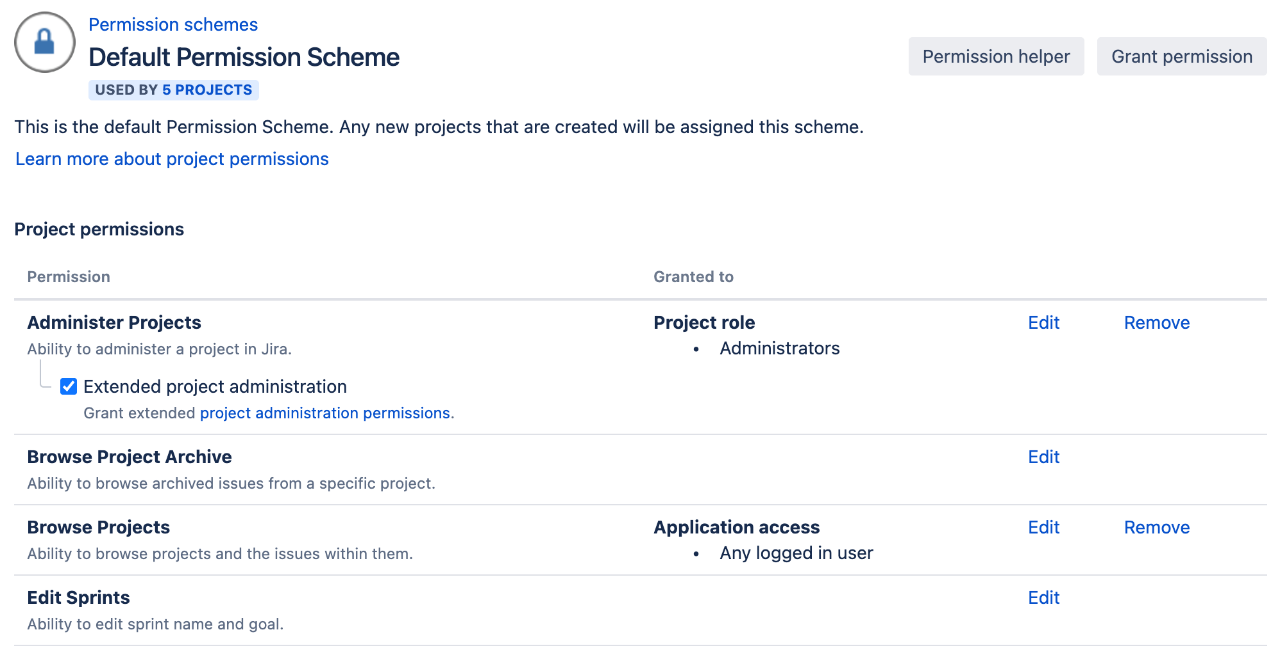 Permission schemes
Default Permission Scheme
Permission helper
Grant permission
USED BY 5 PROJECTS
This is the default Permission Scheme. Any new projects that are created will be assigned this scheme.
Learn more about project permissions
Project permissions
Permission Granted to
Administer Projects Project role Edit Remove
Ability to administer a project in Jira. • Administrators
Extended project administration
Grant extended project administration permissions.
Browse Project Archive Edit
Ability to browse archived issues from a specific project.
Browse Projects Application access Edit Remove
Ability to browse projects and the issues within them. • Any logged in user
Edit Sprints Edit
Ability to edit sprint name and goal.